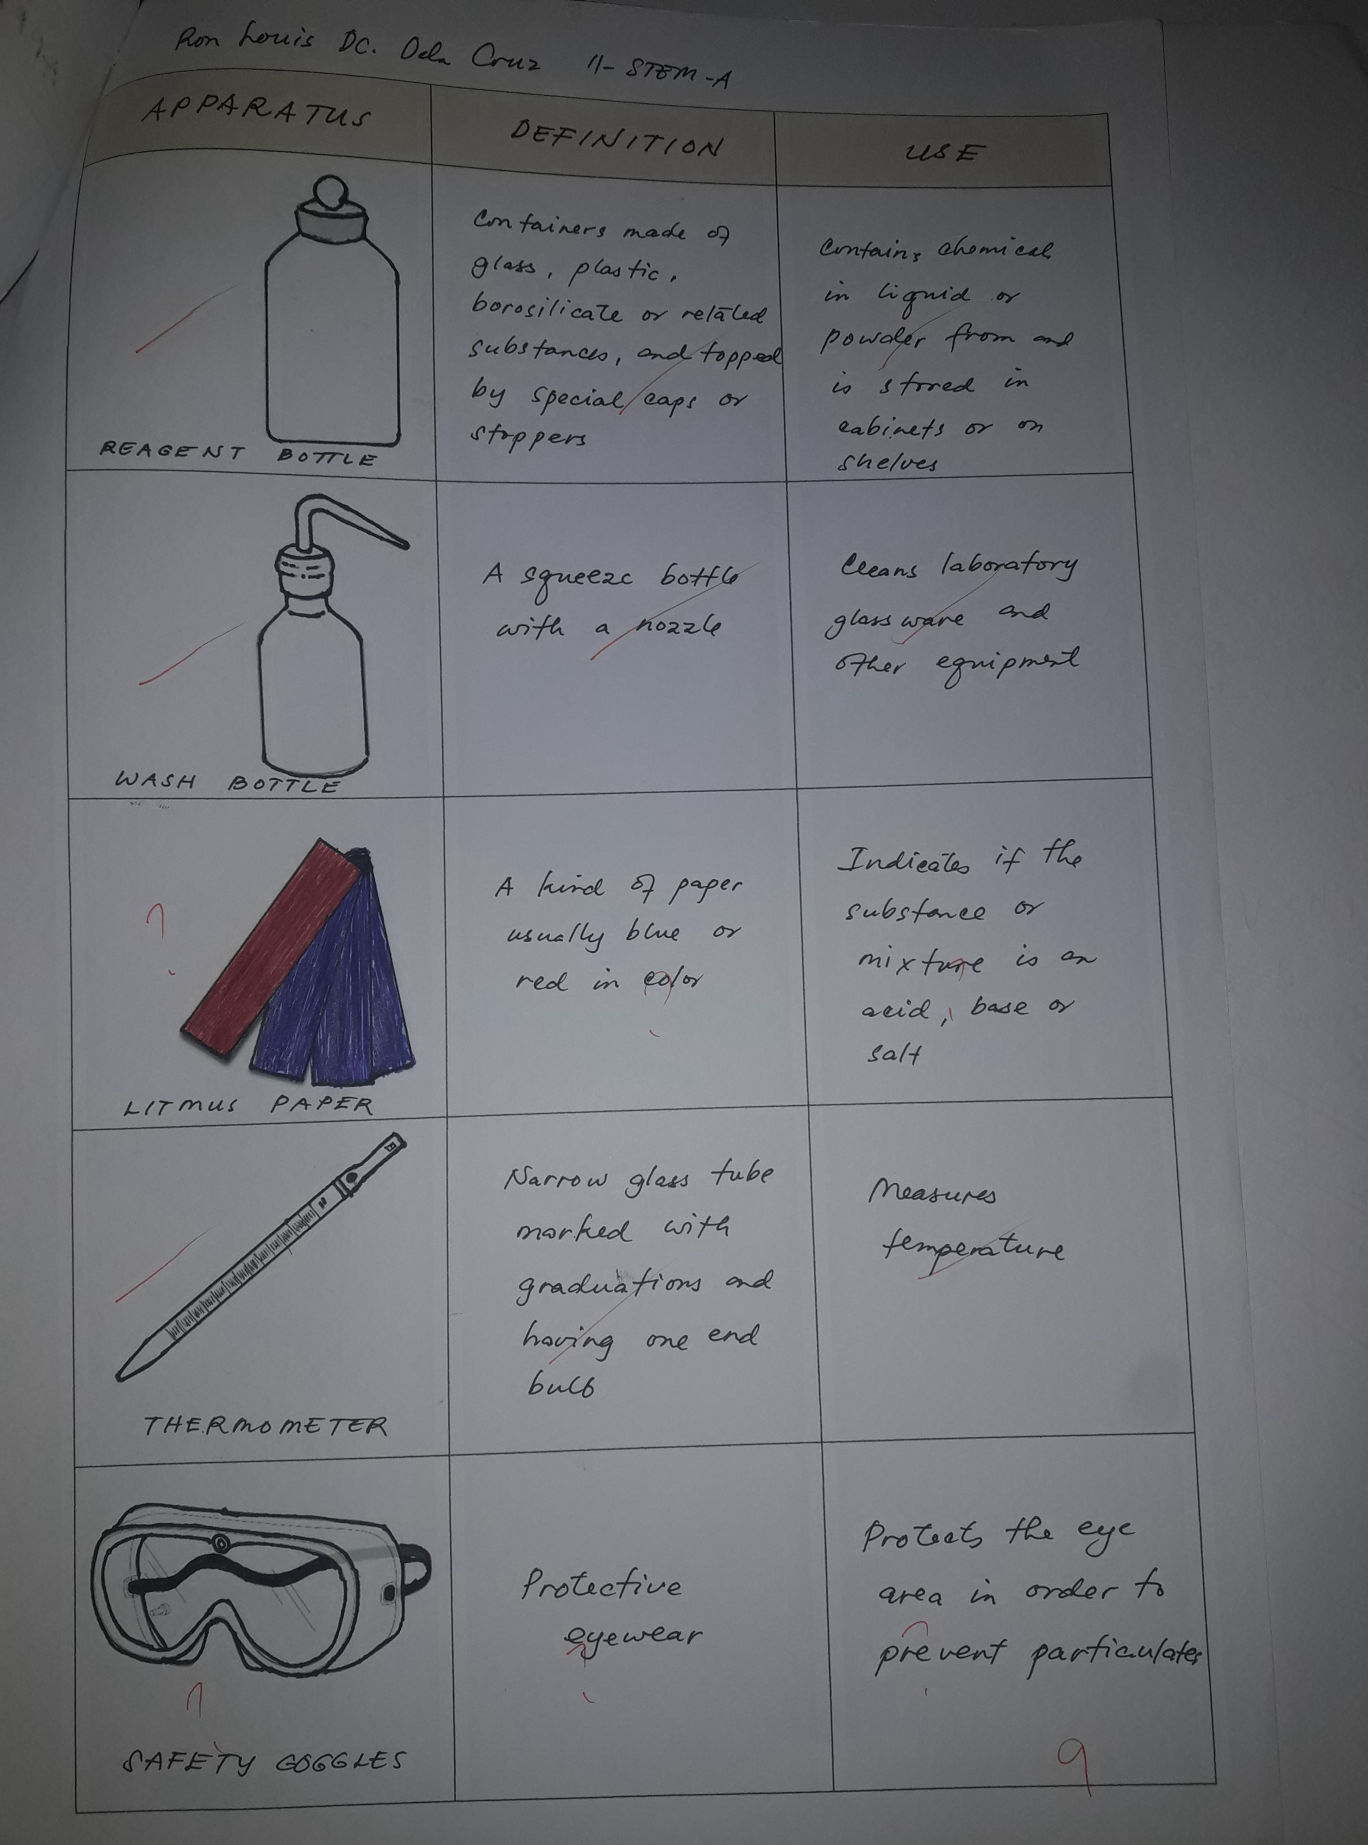 Ron Louis DC. Dela Cruz 11-STEM-A
APPARATUS
DEFINITION
USE
REAGENT BOTTLE
Containers made of
glass, plastic,
borosilicate or related
substances, and topped
by special caps or
stoppers
Contains chemicals
in liquid or
powder from and
is stored in
cabinets or on
shelves
WASH BOTTLE
A squeeze bottle
with a nozzle
Cleans laboratory
glassware and
other equipment
LITMUS PAPER
?
A kind of paper
usually blue or
red in color
Indicates if the
substance or
mixture is an
acid, base or
salt
THERMOMETER
Narrow glass tube
marked with
graduations and
having one end
bulb
Measures
temperature
SAFETY GOGGLES
Protective
eyewear
Protects the eye
area in order to
prevent particulates
9